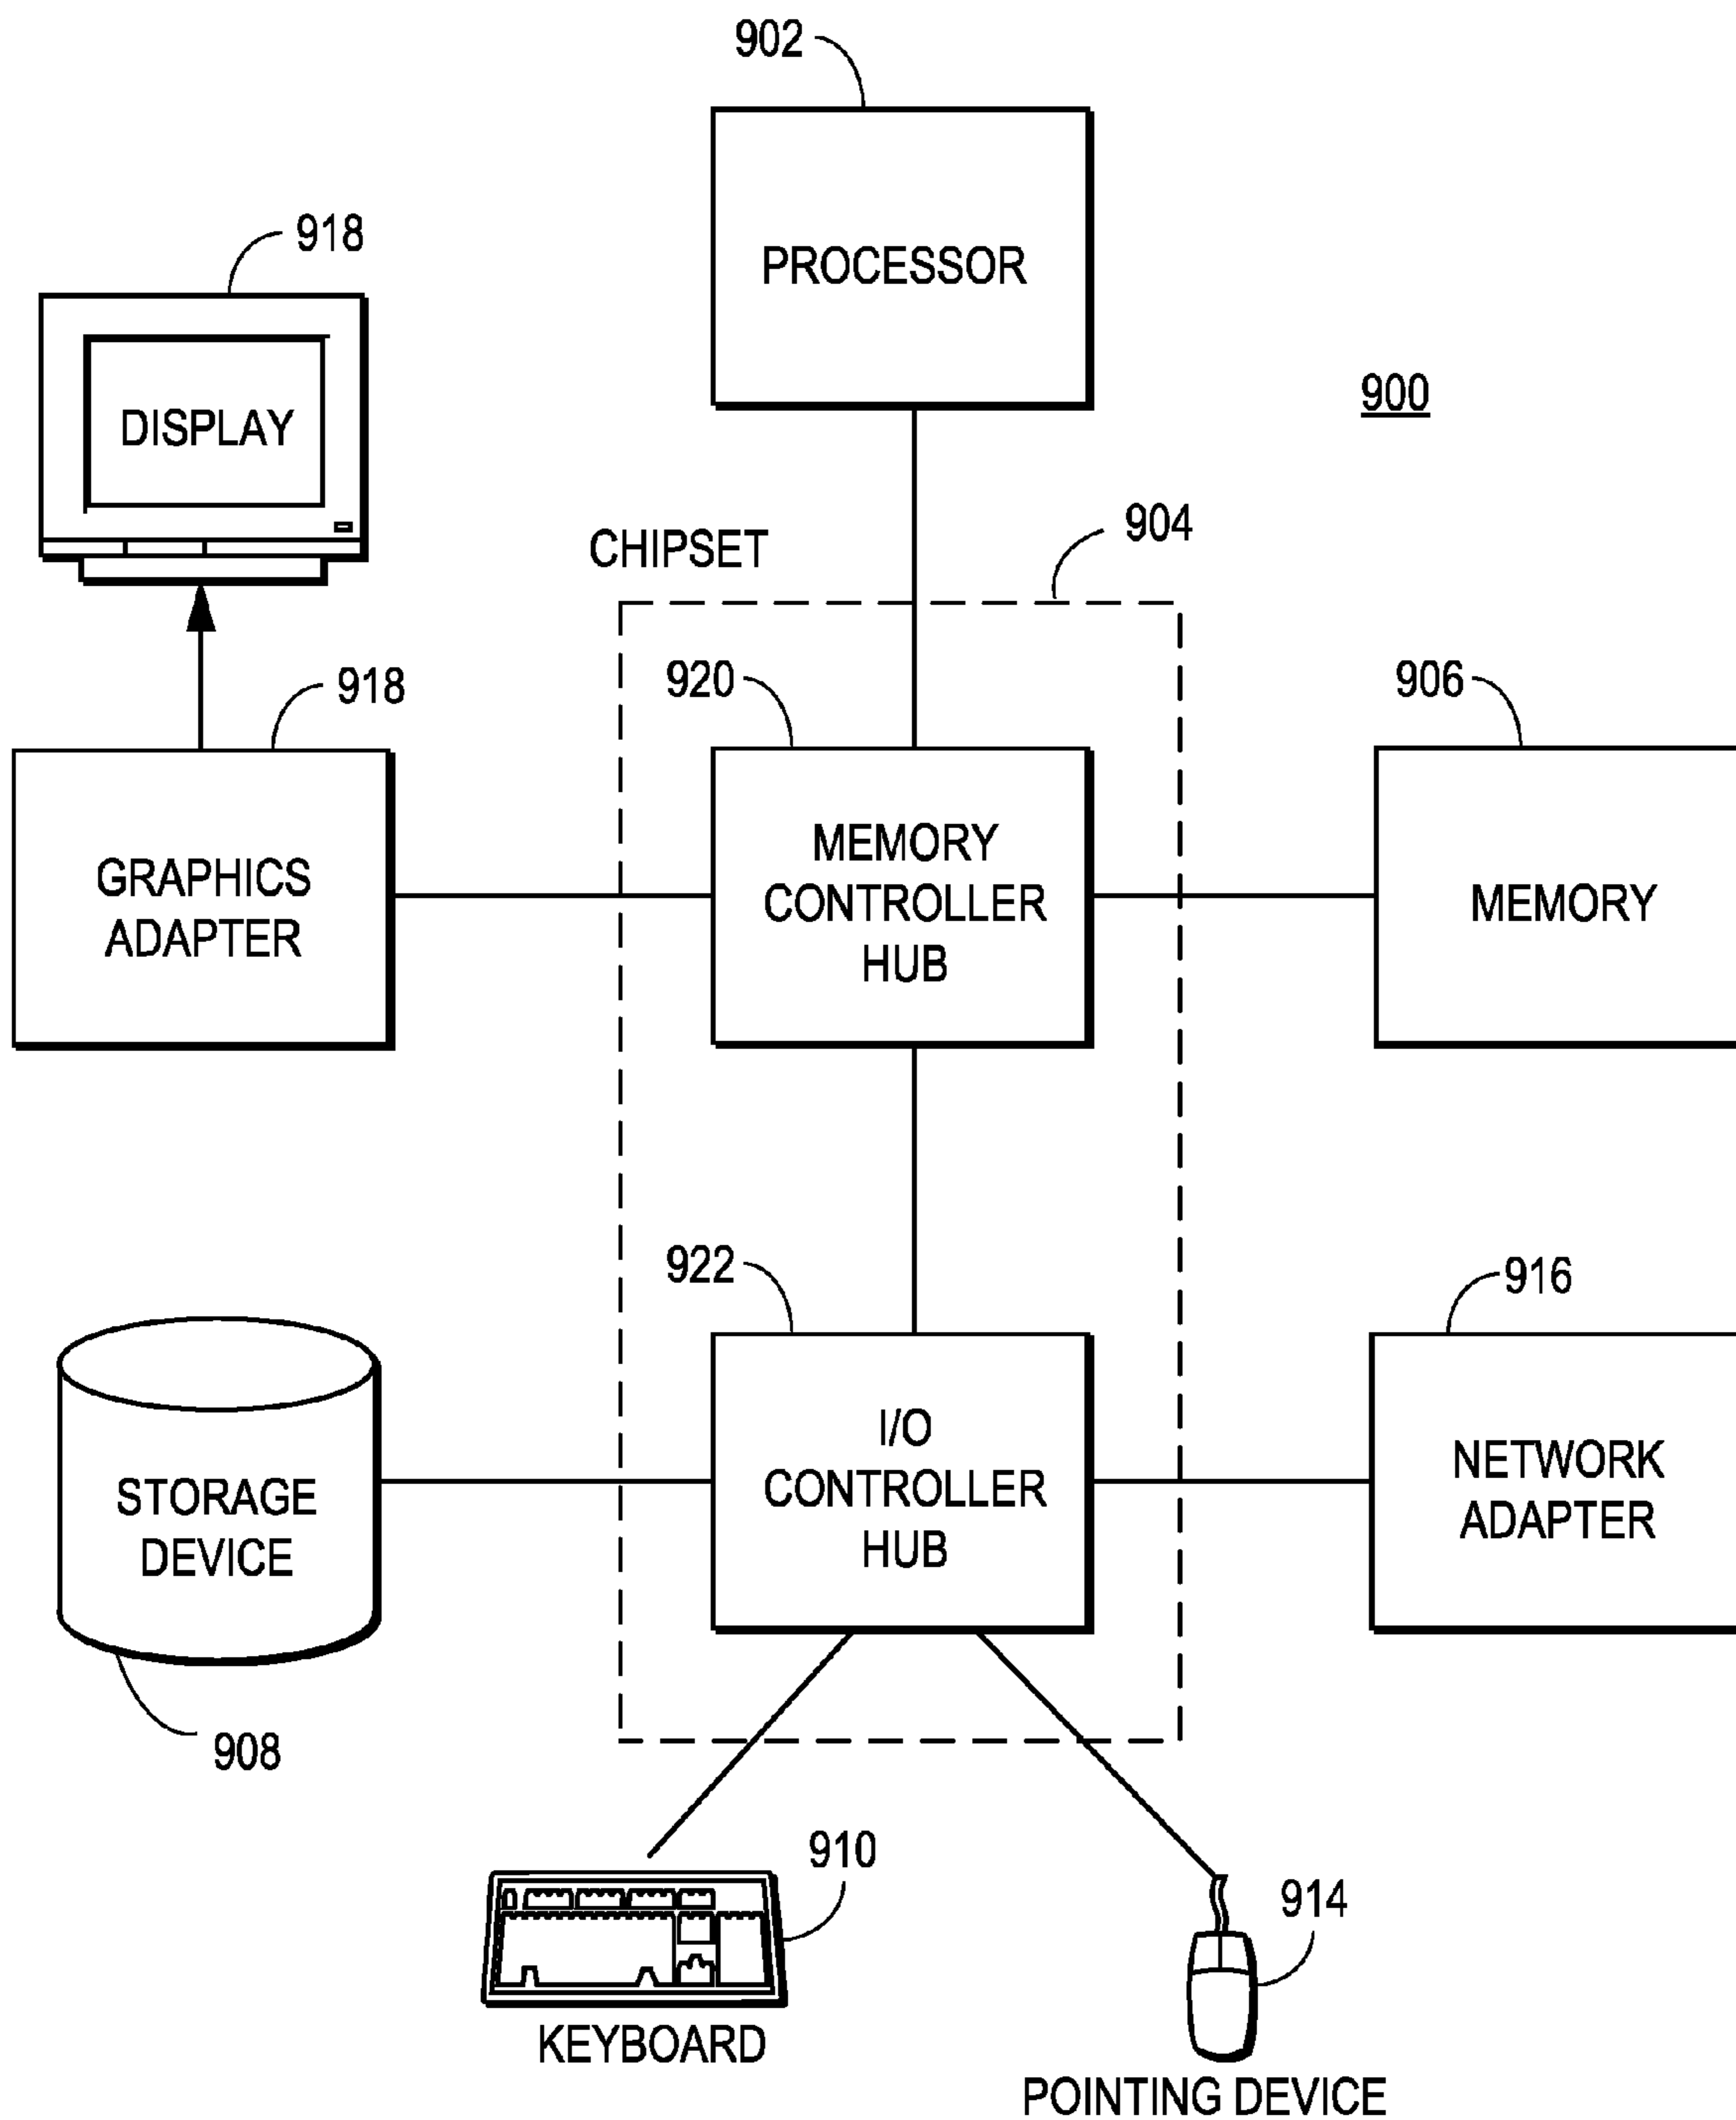 902
PROCESSOR
918
DISPLAY
900
CHIPSET
904
918
920
906
GRAPHICS
ADAPTER
MEMORY
CONTROLLER
HUB
MEMORY
922
916
STORAGE
DEVICE
I/O
CONTROLLER
HUB
NETWORK
ADAPTER
908
910
KEYBOARD
914
POINTING DEVICE